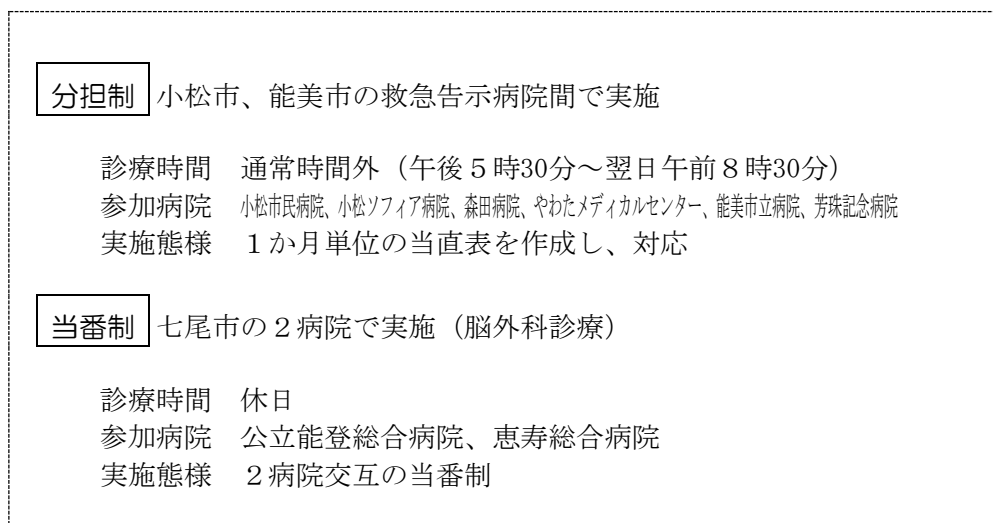 分担制 小松市、能美市の救急告示病院間で実施
診療時間　通常時間外（午後５時30分～翌日午前８時30分）
参加病院　小松市民病院、小松ソフィア病院、森田病院、やわたメディカルセンター、能美市立病院、芳珠記念病院
実施態様　１か月単位の当直表を作成し、対応
当番制 七尾市の２病院で実施（脳外科診療）
診療時間　休日
参加病院　公立能登総合病院、恵寿総合病院
実施態様　２病院交互の当番制